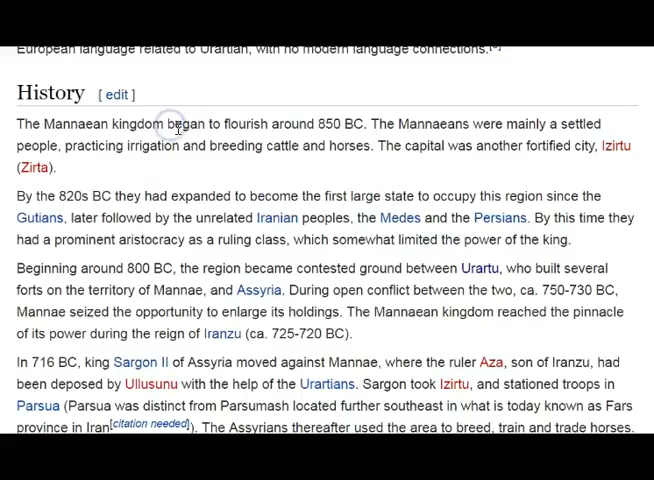 European language related to Urartian, with no modern language connections.
History [ edit ]
The Mannaean kingdom began to flourish around 850 BC. The Mannaeans were mainly a settled
people, practicing irrigation and breeding cattle and horses. The capital was another fortified city, Izirtu
(Zirta).
By the 820s BC they had expanded to become the first large state to occupy this region since the
Gutians, later followed by the unrelated Iranian peoples, the Medes and the Persians. By this time they
had a prominent aristocracy as a ruling class, which somewhat limited the power of the king.
Beginning around 800 BC, the region became contested ground between Urartu, who built several
forts on the territory of Mannae, and Assyria. During open conflict between the two, ca. 750-730 BC,
Mannae seized the opportunity to enlarge its holdings. The Mannaean kingdom reached the pinnacle
of its power during the reign of Iranzu (ca. 725-720 BC).
In 716 BC, king Sargon II of Assyria moved against Mannae, where the ruler Aza, son of Iranzu, had
been deposed by Ullusunu with the help of the Urartians. Sargon took Izirtu, and stationed troops in
Parsua (Parsua was distinct from Parsumash located further southeast in what is today known as Fars
province in Iran[citation needed]). The Assyrians thereafter used the area to breed, train and trade horses.